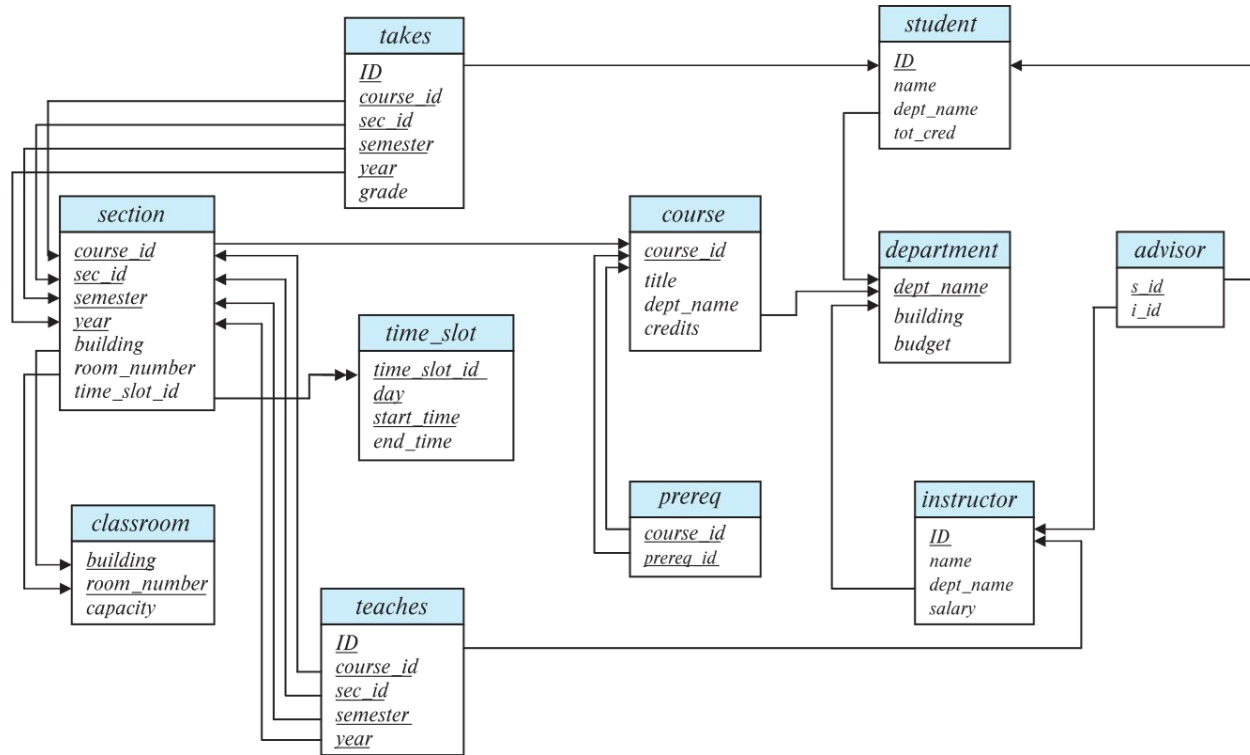 takes
ID
course_id
sec_id
semester
year
grade
student
ID
name
dept_name
tot_cred
section
course_id
sec_id
semester
year
building
room_number
time_slot_id
course
course_id
title
dept_name
credits
department
dept_name
building
budget
advisor
s_id
i_id
time_slot
time_slot_id
day
start_time
end_time
prereq
course_id
prereq_id
instructor
ID
name
dept_name
salary
classroom
building
room_number
capacity
teaches
ID
course_id
sec_id
semester
year